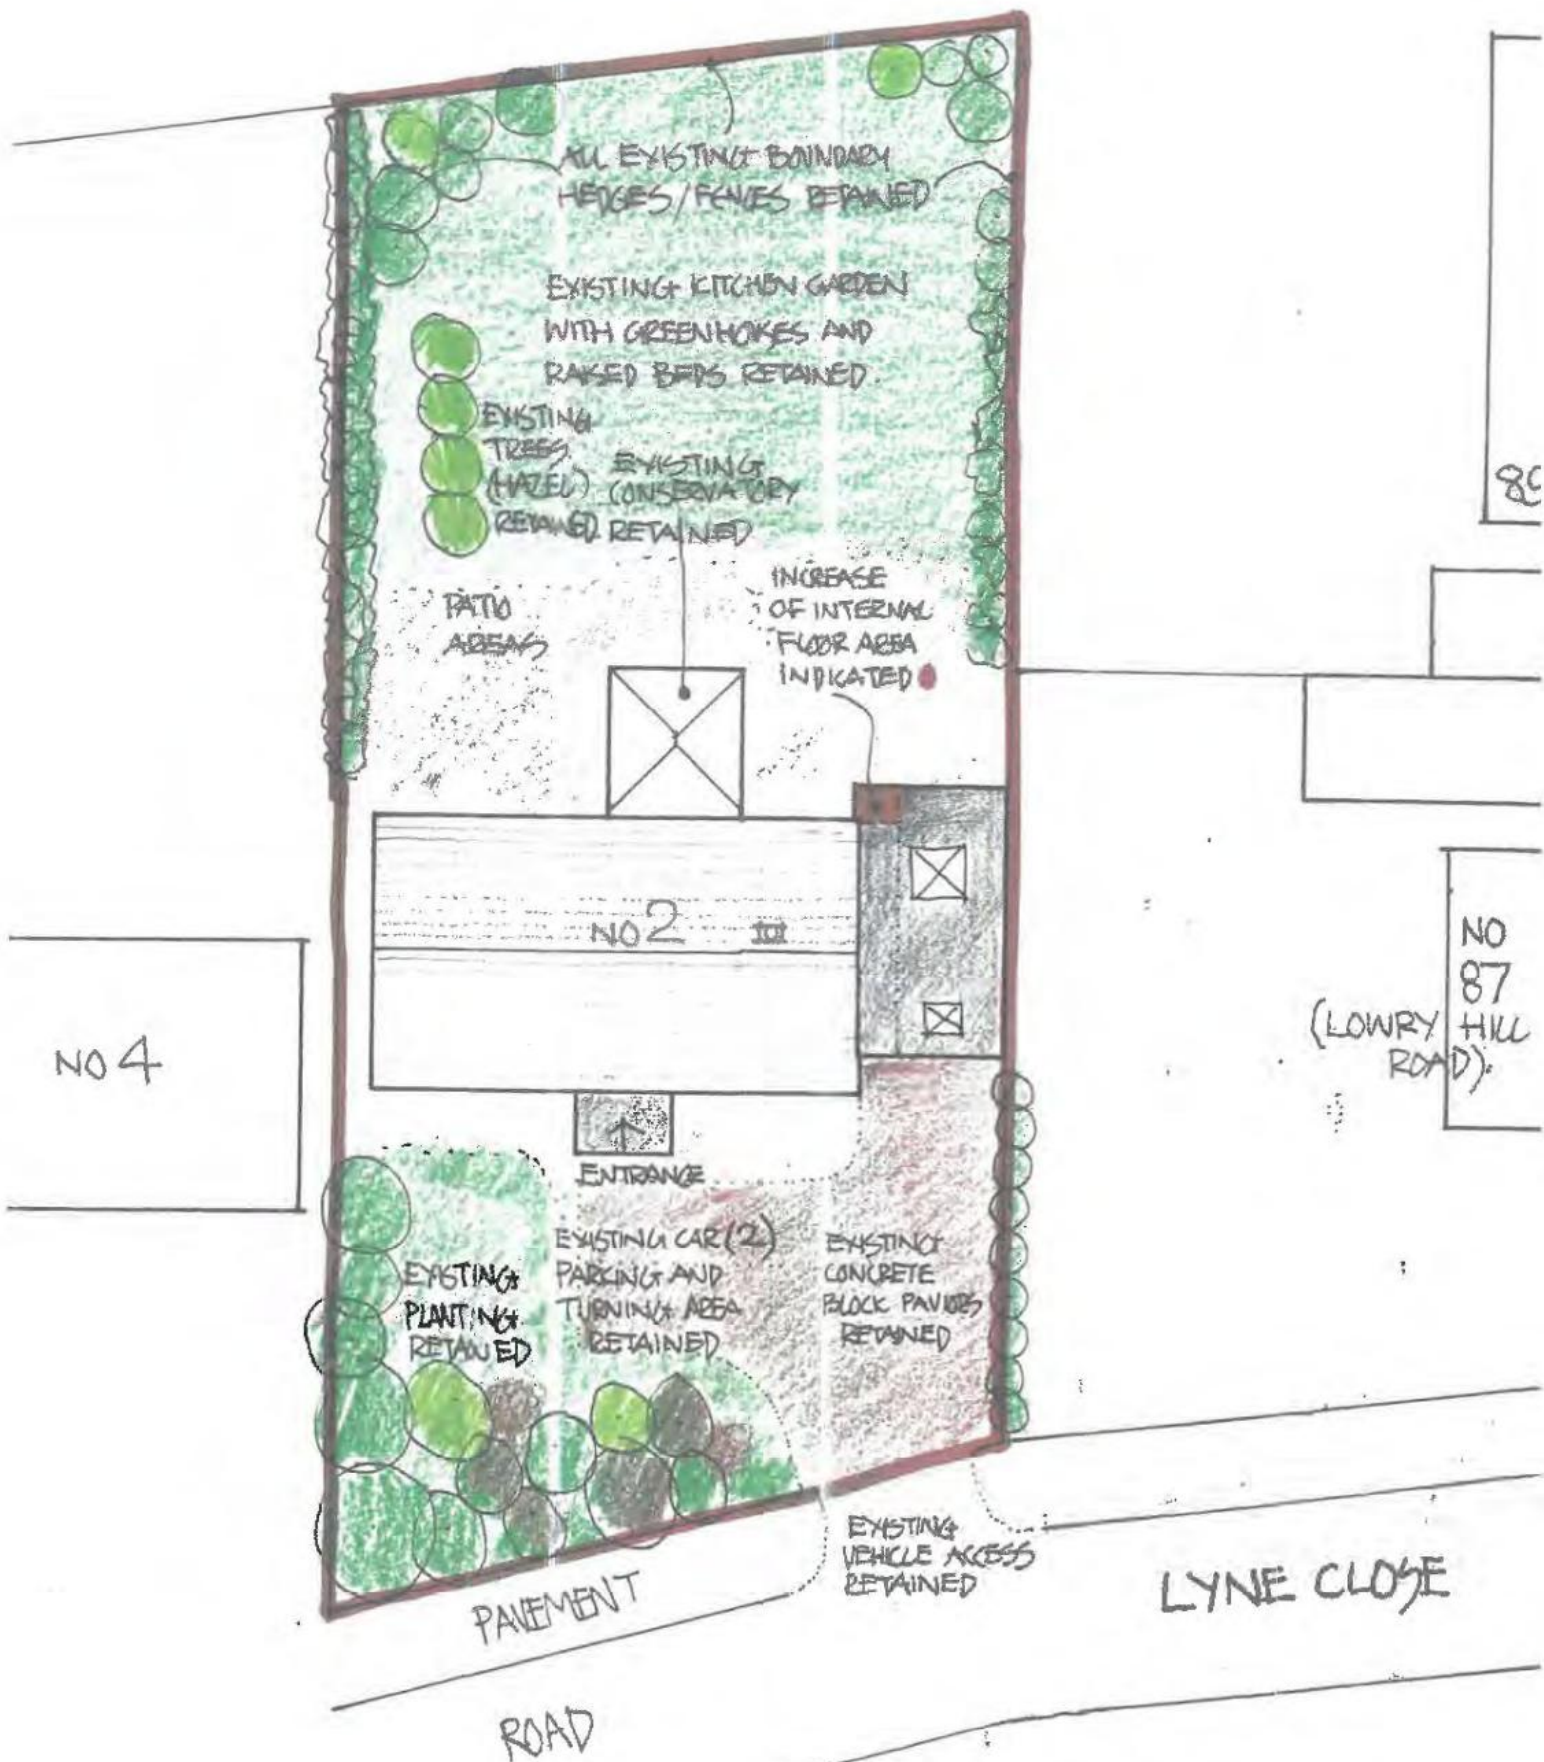 ALL EXISTING BOUNDARY
HEDGES / FENCES RETAINED
EXISTING KITCHEN GARDEN
WITH GREENHOUSES AND
RAISED BEDS RETAINED.
EXISTING
TREES
(HAZEL)
RETAINED.
EXISTING
CONSERVATORY
RETAINED
PATIO
AREAS
INCREASE
OF INTERNAL
FLOOR AREA
INDICATED
89
NO 2
NO 4
NO
87
(LOWRY HILL
ROAD).
ENTRANCE
EXISTING
PLANTING
RETAINED
EXISTING CAR (2)
PARKING AND
TURNING AREA
RETAINED
EXISTING
CONCRETE
BLOCK PAVIORS
RETAINED
EXISTING
VEHICLE ACCESS
RETAINED
PAVEMENT
LYNE CLOSE
ROAD